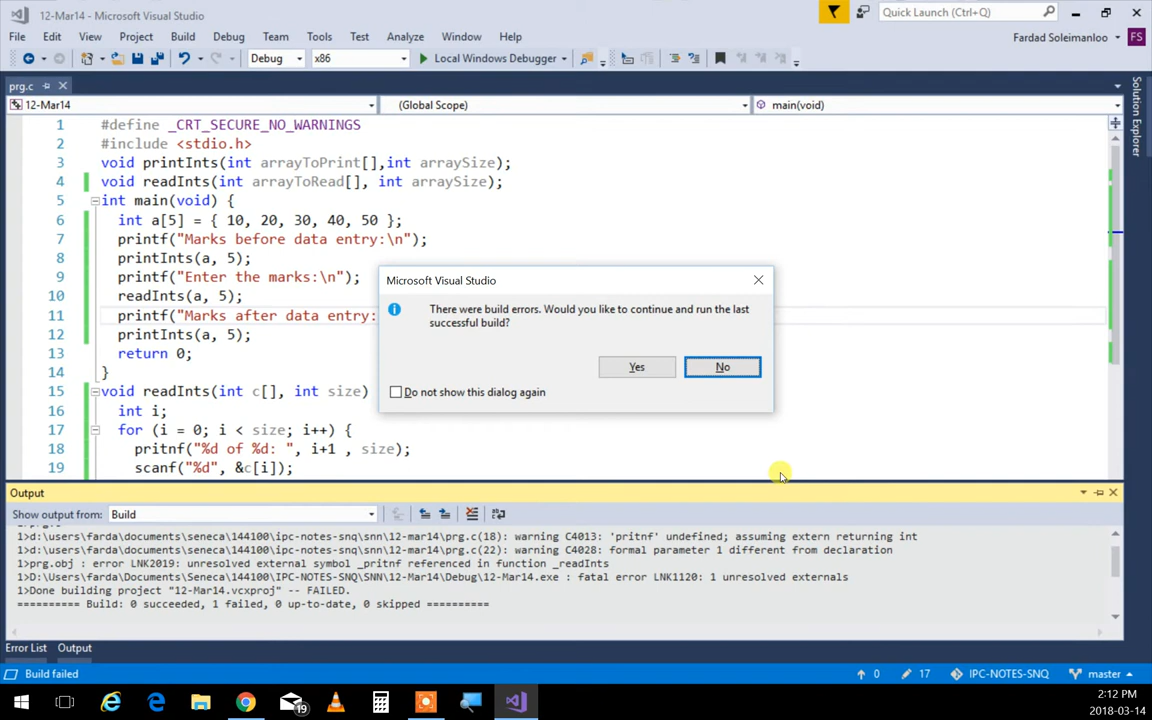 12-Mar14 - Microsoft Visual Studio
Quick Launch (Ctrl+Q)
File Edit View Project Build Debug Team Tools Test Analyze Window Help
Fardad Soleimanloo FS
Debug x86 Local Windows Debugger
prg.c
12-Mar14 (Global Scope) main(void)
Solution Explorer
1 #define _CRT_SECURE_NO_WARNINGS
2 #include <stdio.h>
3 void printInts(int arrayToPrint[],int arraySize);
4 void readInts(int arrayToRead[], int arraySize);
5 int main(void) {
6 int a[5] = { 10, 20, 30, 40, 50 };
7 printf("Marks before data entry:\n");
8 printInts(a, 5);
9 printf("Enter the marks:\n");
10 readInts(a, 5);
11 printf("Marks after data entry:
12 printInts(a, 5);
13 return 0;
14 }
15 void readInts(int c[], int size)
16 int i;
17 for (i = 0; i < size; i++) {
18 pritnf("%d of %d: ", i+1 , size);
19 scanf("%d", &c[i]);
Microsoft Visual Studio
There were build errors. Would you like to continue and run the last
successful build?
Yes No
Do not show this dialog again
Output
Show output from: Build
1>d:\users\farda\documents\seneca\144100\ipc-notes-snq\snn\12-mar14\prg.c(18): warning C4013: 'pritnf' undefined; assuming extern returning int
1>d:\users\farda\documents\seneca\144100\ipc-notes-snq\snn\12-mar14\prg.c(22): warning C4028: formal parameter 1 different from declaration
1>prg.obj : error LNK2019: unresolved external symbol _pritnf referenced in function _readInts
1>D:\Users\farda\Documents\Seneca\144100\IPC-NOTES-SNQ\SNN\12-Mar14\Debug\12-Mar14.exe : fatal error LNK1120: 1 unresolved externals
1>Done building project "12-Mar14.vcxproj" -- FAILED.
========== Build: 0 succeeded, 1 failed, 0 up-to-date, 0 skipped ==========
Error List Output
Build failed 0 17 IPC-NOTES-SNQ master
19
2:12 PM
2018-03-14